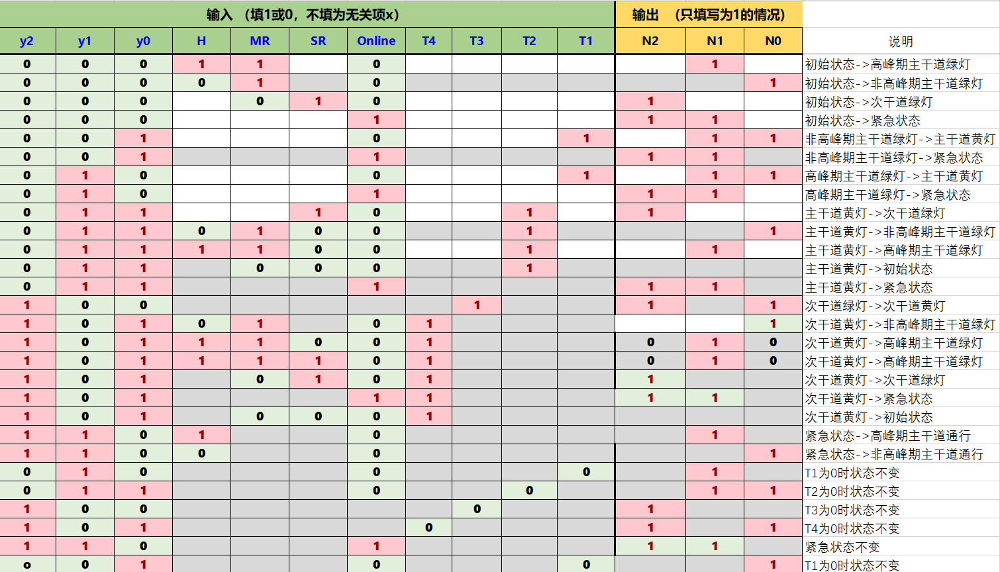 输入 （填1或0，不填为无关项x） 输出 （只填写为1的情况）
y2 y1 y0 H MR SR Online T4 T3 T2 T1 N2 N1 N0 说明
0 0 0 1 1 0 1 初始状态->高峰期主干道绿灯
0 0 0 0 1 0 1 初始状态->非高峰期主干道绿灯
0 0 0 0 1 0 1 初始状态->次干道绿灯
0 0 0 1 1 1 初始状态->紧急状态
0 0 1 0 1 1 1 非高峰期主干道绿灯->主干道黄灯
0 0 1 1 1 1 非高峰期主干道绿灯->紧急状态
0 1 0 0 1 1 1 高峰期主干道绿灯->主干道黄灯
0 1 0 1 1 1 高峰期主干道绿灯->紧急状态
0 1 1 1 0 1 1 主干道黄灯->次干道绿灯
0 1 1 0 1 0 0 1 1 主干道黄灯->非高峰期主干道绿灯
0 1 1 1 1 0 0 1 1 主干道黄灯->高峰期主干道绿灯
0 1 1 0 0 0 1 主干道黄灯->初始状态
0 1 1 1 1 1 主干道黄灯->紧急状态
1 0 0 1 1 1 次干道绿灯->次干道黄灯
1 0 1 0 1 0 1 1 次干道黄灯->非高峰期主干道绿灯
1 0 1 1 1 0 0 1 0 1 0 次干道黄灯->高峰期主干道绿灯
1 0 1 1 1 1 0 1 0 1 0 次干道黄灯->高峰期主干道绿灯
1 0 1 0 1 0 1 1 次干道黄灯->次干道绿灯
1 0 1 1 1 1 1 次干道黄灯->紧急状态
1 0 1 0 0 0 1 次干道黄灯->初始状态
1 1 0 1 0 1 紧急状态->高峰期主干道通行
1 1 0 0 0 1 紧急状态->非高峰期主干道通行
0 1 0 0 0 1 T1为0时状态不变
0 1 1 0 0 1 1 T2为0时状态不变
1 0 0 0 1 T3为0时状态不变
1 0 1 0 1 1 T4为0时状态不变
1 1 0 1 1 1 紧急状态不变
o 0 1 0 0 1 T1为0时状态不变